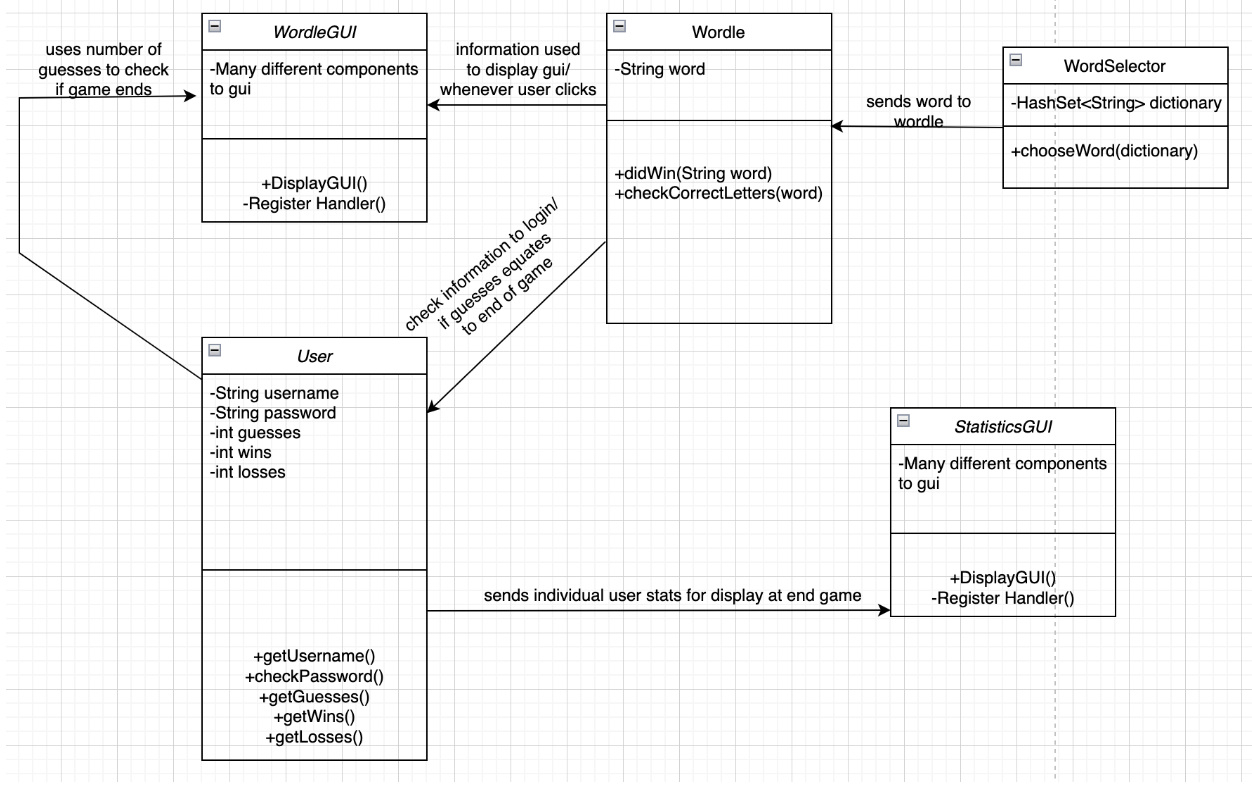 uses number of
guesses to check
if game ends
WordleGUI
-Many different components
to gui
+DisplayGUI()
-Register Handler()
information used
to display gui/
whenever user clicks
Wordle
-String word
+didWin(String word)
+checkCorrectLetters(word)
sends word to
wordle
WordSelector
-HashSet<String> dictionary
+chooseWord(dictionary)
check information to login/
if guesses equates
to end of game
User
-String username
-String password
-int guesses
-int wins
-int losses
+getUsername()
+checkPassword()
+getGuesses()
+getWins()
+getLosses()
sends individual user stats for display at end game
StatisticsGUI
-Many different components
to gui
+DisplayGUI()
-Register Handler()